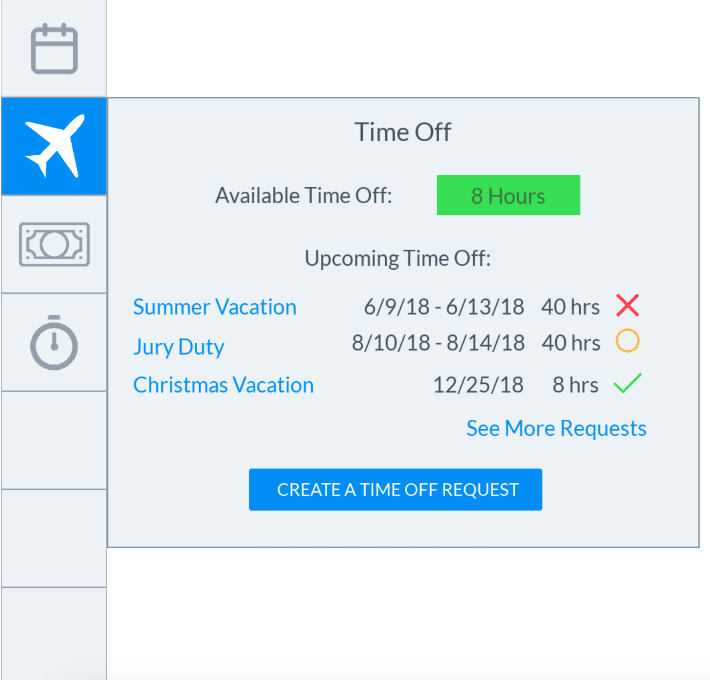 Time Off
Available Time Off: 8 Hours
Upcoming Time Off:
Summer Vacation 6/9/18 - 6/13/18 40 hrs
Jury Duty 8/10/18 - 8/14/18 40 hrs
Christmas Vacation 12/25/18 8 hrs
See More Requests
CREATE A TIME OFF REQUEST